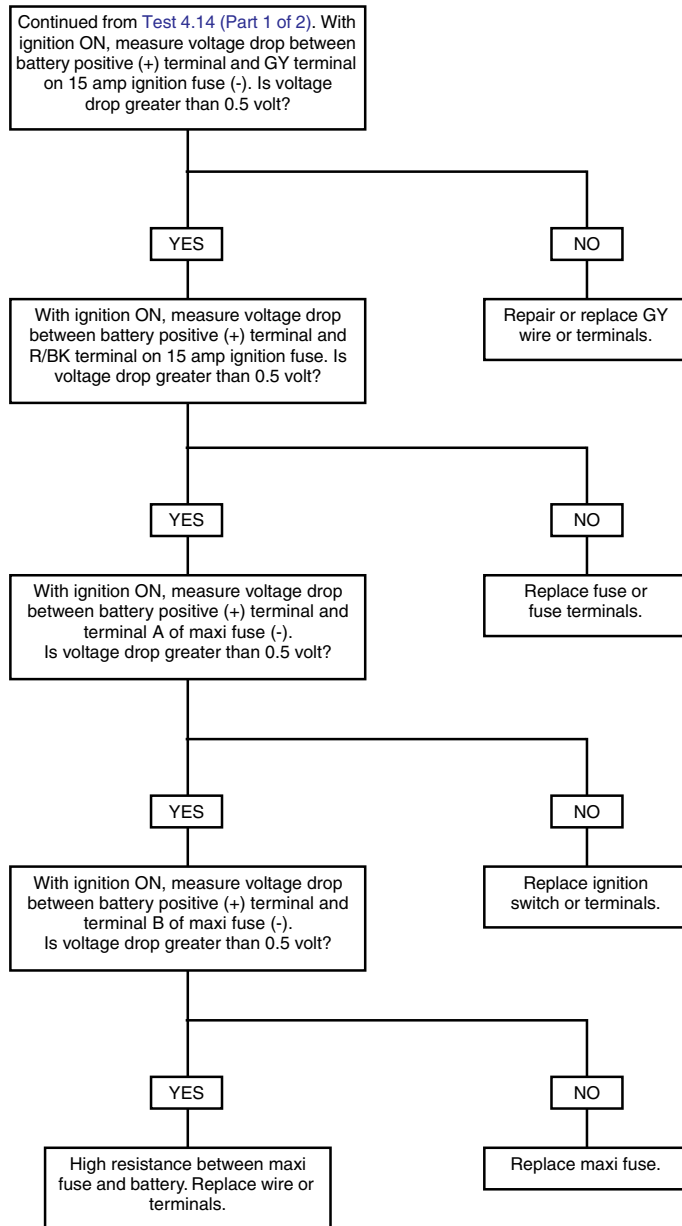 Continued from Test 4.14 (Part 1 of 2). With
ignition ON, measure voltage drop between
battery positive (+) terminal and GY terminal
on 15 amp ignition fuse (-). Is voltage
drop greater than 0.5 volt?
YES
NO
With ignition ON, measure voltage drop
between battery positive (+) terminal and
R/BK terminal on 15 amp ignition fuse. Is
voltage drop greater than 0.5 volt?
Repair or replace GY
wire or terminals.
YES
NO
With ignition ON, measure voltage drop
between battery positive (+) terminal and
terminal A of maxi fuse (-).
Is voltage drop greater than 0.5 volt?
Replace fuse or
fuse terminals.
YES
NO
With ignition ON, measure voltage drop
between battery positive (+) terminal and
terminal B of maxi fuse (-).
Is voltage drop greater than 0.5 volt?
Replace ignition
switch or terminals.
YES
NO
High resistance between maxi
fuse and battery. Replace wire or
terminals.
Replace maxi fuse.